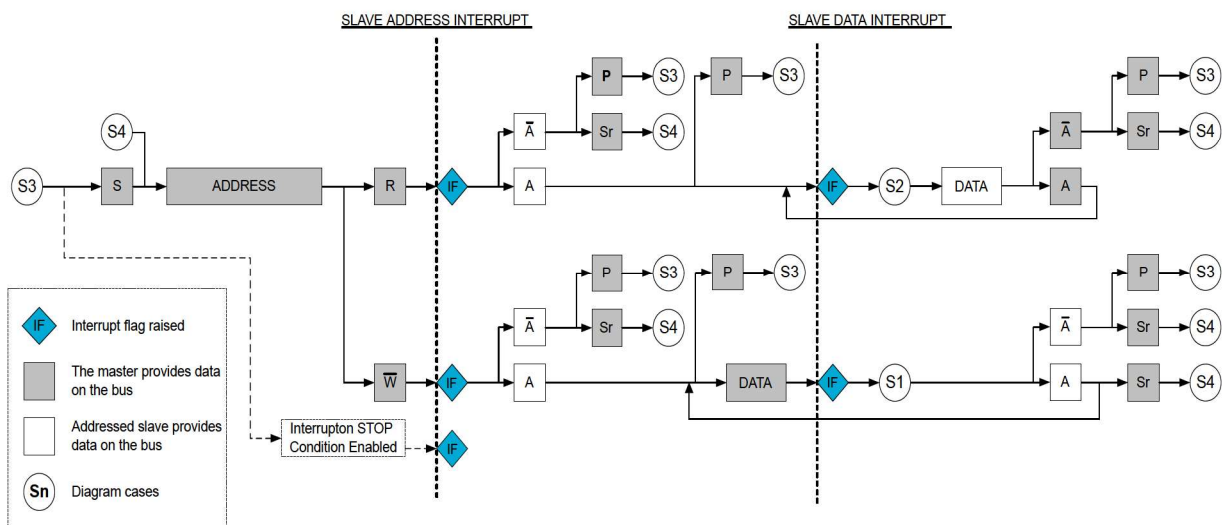 SLAVE ADDRESS INTERRUPT
SLAVE DATA INTERRUPT
P
S3
P
S3
P
S3
S4
A̅
Sr
S4
A̅
Sr
S4
S3
S
ADDRESS
R
IF
A
IF
S2
DATA
A
P
S3
P
S3
P
S3
IF
Interrupt flag raised
A̅
Sr
S4
A̅
Sr
S4
The master provides data
on the bus
W̅
IF
A
DATA
IF
S1
A
Sr
S4
Addressed slave provides
data on the bus
Interrupton STOP
Condition Enabled
IF
Sn
Diagram cases